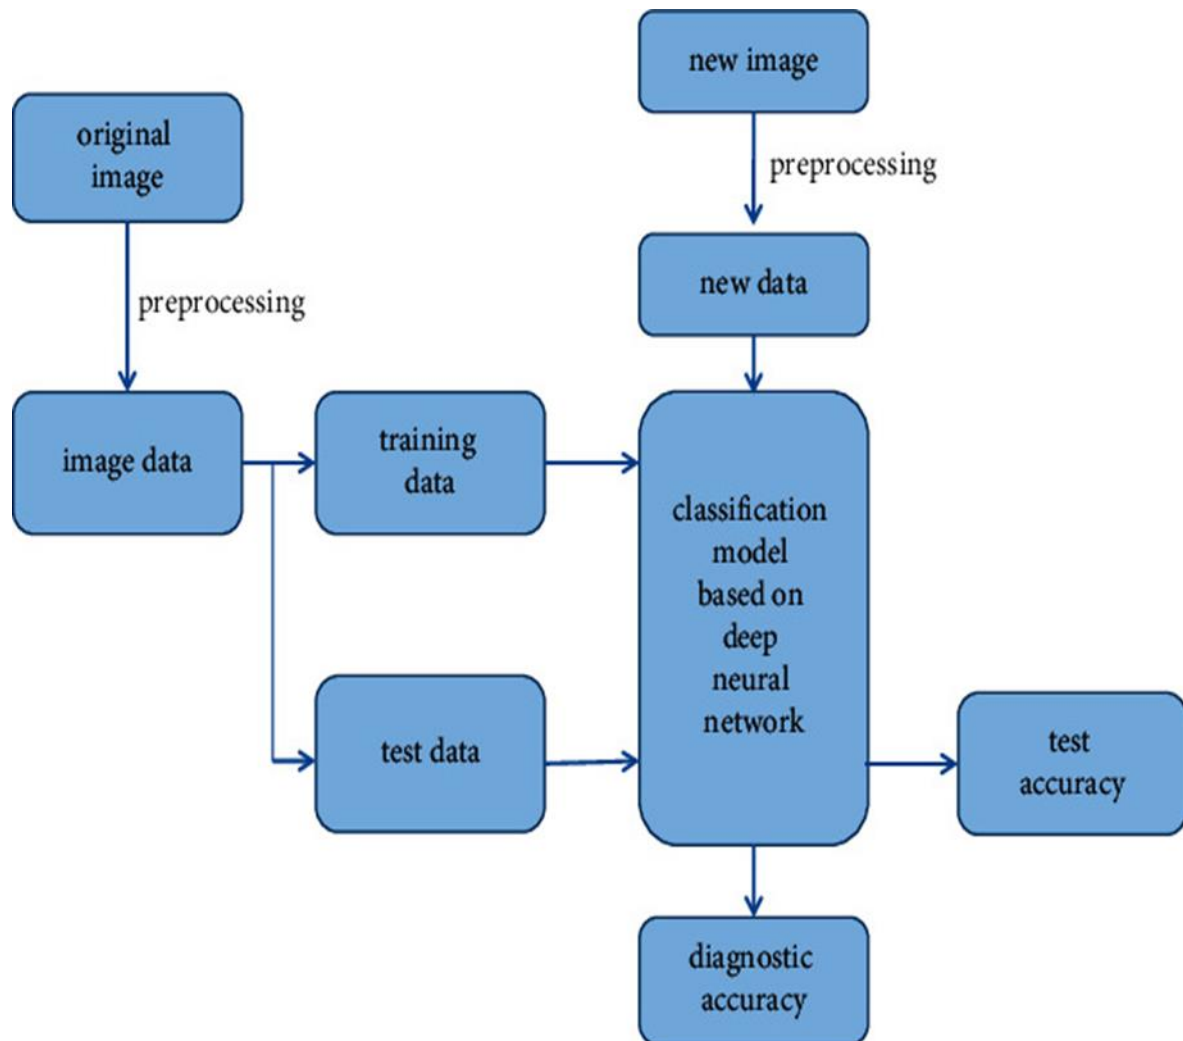 new image
original
image
preprocessing
new data
preprocessing
image data
training
data
classification
model
based on
deep
neural
network
test data
test
accuracy
diagnostic
accuracy